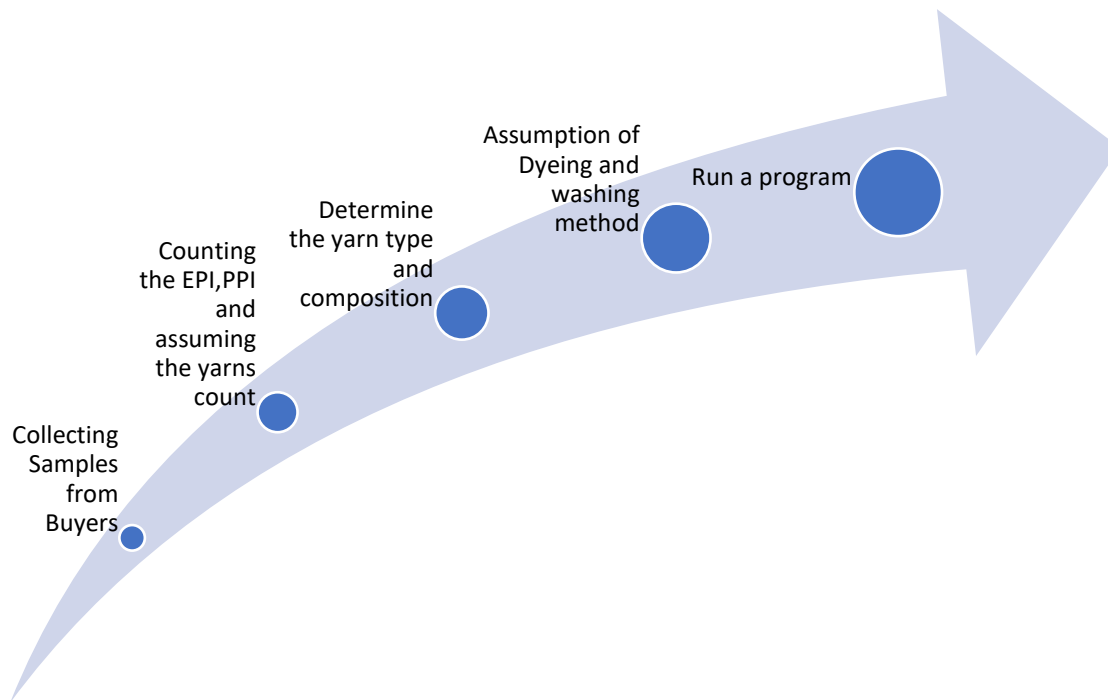 Collecting
Samples
from
Buyers
Counting
the EPI,PPI
and
assuming
the yarns
count
Determine
the yarn type
and
composition
Assumption of
Dyeing and
washing
method
Run a program